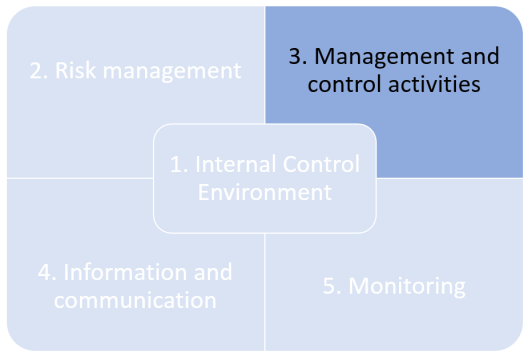 2. Risk management
3. Management and
control activities
1. Internal Control
Environment
4. Information and
communication
5. Monitoring